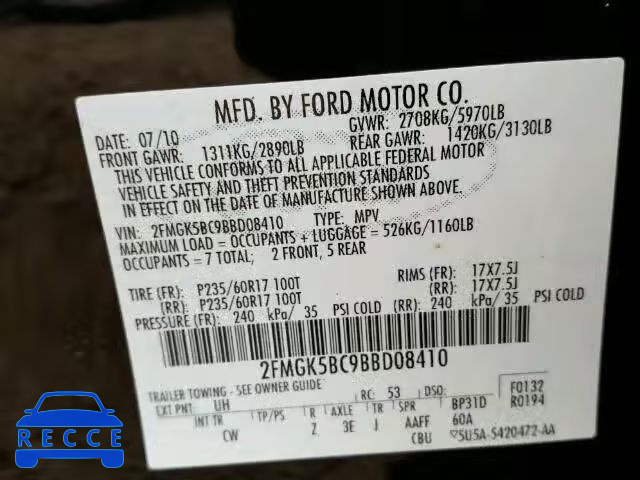 MFD. BY FORD MOTOR CO.
DATE: 07/10 GVWR: 2708KG/5970LB
FRONT GAWR: 1311KG/2890LB REAR GAWR: 1420KG/3130LB
THIS VEHICLE CONFORMS TO ALL APPLICABLE FEDERAL MOTOR
VEHICLE SAFETY AND THEFT PREVENTION STANDARDS
IN EFFECT ON THE DATE OF MANUFACTURE SHOWN ABOVE.
VIN: 2FMGK5BC9BBD08410 TYPE: MPV
MAXIMUM LOAD = OCCUPANTS + LUGGAGE = 526KG/1160LB
OCCUPANTS = 7 TOTAL; 2 FRONT, 5 REAR
TIRE (FR): P235/60R17 100T RIMS (FR): 17X7.5J
(RR): P235/60R17 100T (RR): 17X7.5J
PRESSURE (FR): 240 kPa/ 35 PSI COLD (RR): 240 kPa/ 35 PSI COLD
2FMGK5BC9BBD08410
TRAILER TOWING - SEE OWNER GUIDE
EXT PNT: UH RC: 53 DSO: F0132
INT TR TP/PS R AXLE TR SPR BP31D R0194
CW Z 3E J AAFF 60A
CBU 5U5A-S420472-AA
RECCE